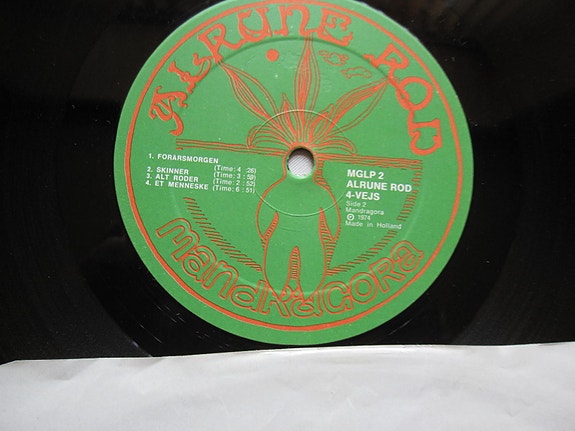 ALRUNE ROD
1. FORARSMORGEN
(Time: 4:26)
2. SKINNER (Time: 3:59)
3. ALT RODER (Time: 2:52)
4. ET MENNESKE (Time: 6:51)
MGLP 2
ALRUNE ROD
4-VEJS
Side 2
Mandragora
℗ 1974
Made in Holland
mandragora